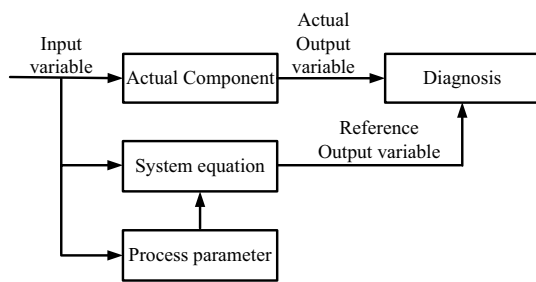 Input
variable
Actual Component
Actual
Output
variable
Diagnosis
System equation
Reference
Output variable
Process parameter